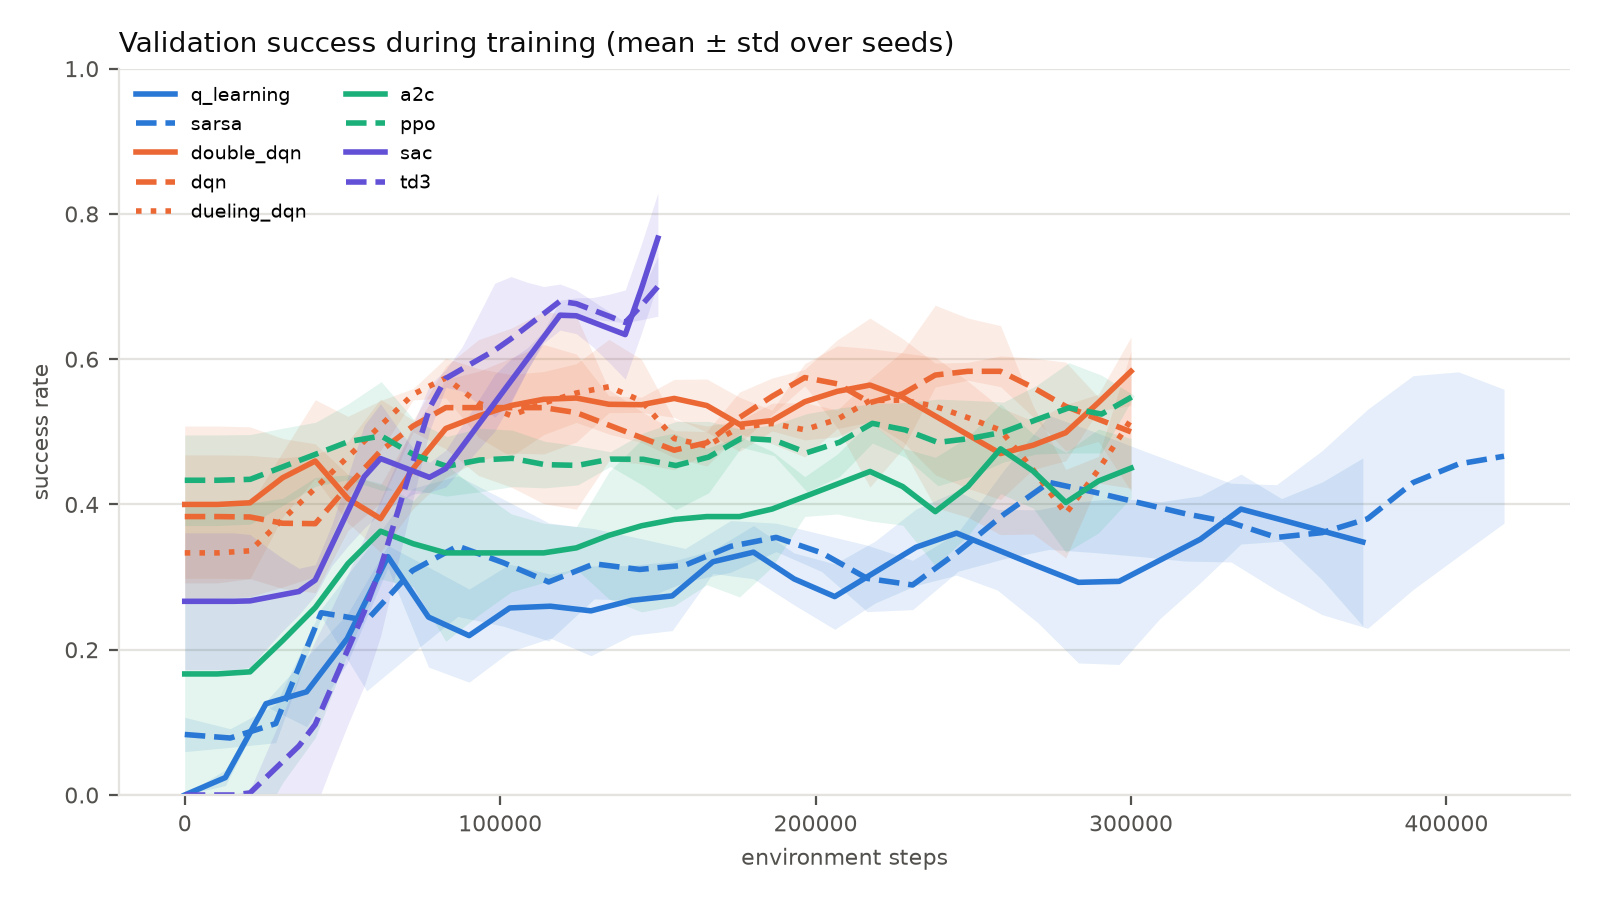 Validation success during training (mean ± std over seeds)
1.0
0.8
0.6
0.4
0.2
0.0
success rate
q_learning
sarsa
double_dqn
dqn
dueling_dqn
a2c
ppo
sac
td3
0
100000
200000
300000
400000
environment steps